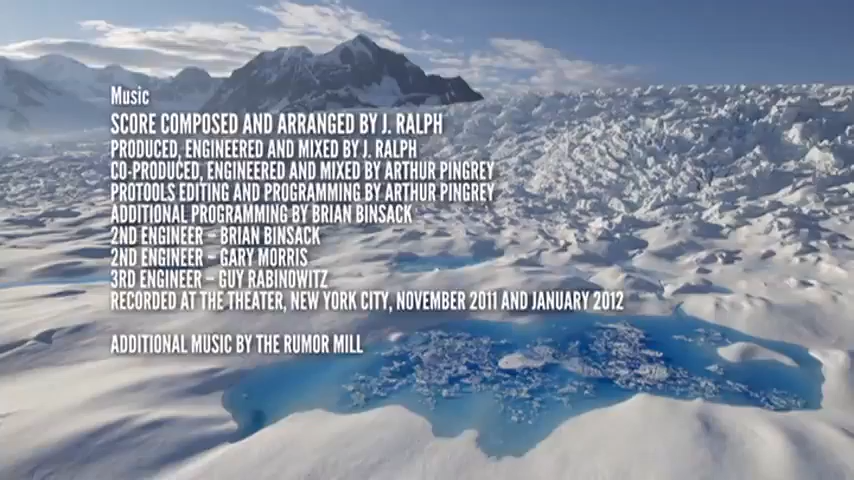 Music
SCORE COMPOSED AND ARRANGED BY J. RALPH
PRODUCED, ENGINEERED AND MIXED BY J. RALPH
CO-PRODUCED, ENGINEERED AND MIXED BY ARTHUR PINGREY
PROTOOLS EDITING AND PROGRAMMING BY ARTHUR PINGREY
ADDITIONAL PROGRAMMING BY BRIAN BINSACK
2ND ENGINEER – BRIAN BINSACK
2ND ENGINEER – GARY MORRIS
3RD ENGINEER – GUY RABINOWITZ
RECORDED AT THE THEATER, NEW YORK CITY, NOVEMBER 2011 AND JANUARY 2012
ADDITIONAL MUSIC BY THE RUMOR MILL